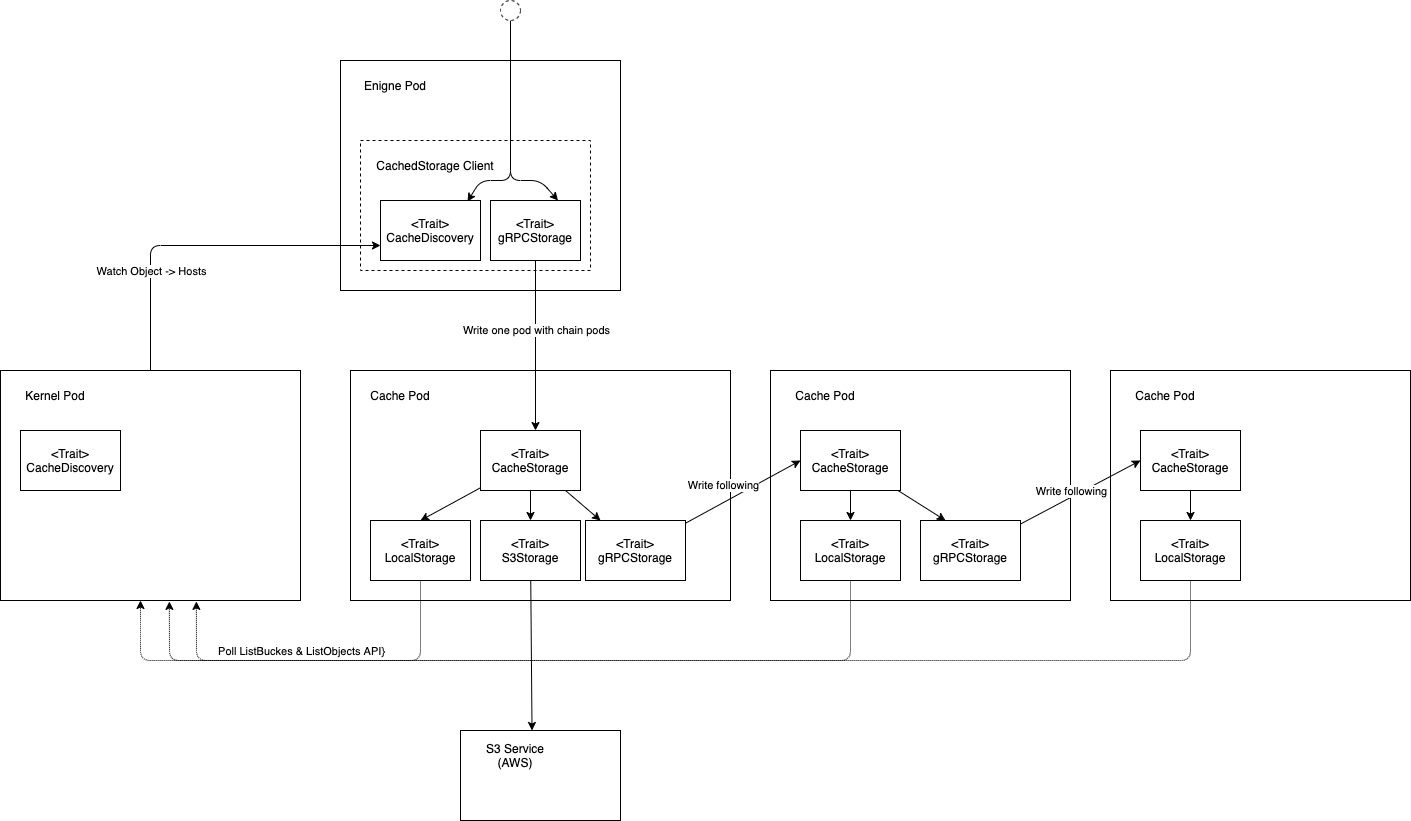 Enigne Pod
CachedStorage Client
<Trait>
CacheDiscovery
<Trait>
gRPCStorage
Watch Object -> Hosts
Write one pod with chain pods
Kernel Pod
<Trait>
CacheDiscovery
Cache Pod
<Trait>
CacheStorage
<Trait>
LocalStorage
<Trait>
S3Storage
<Trait>
gRPCStorage
Write following
Cache Pod
<Trait>
CacheStorage
<Trait>
LocalStorage
<Trait>
gRPCStorage
Write following
Cache Pod
<Trait>
CacheStorage
<Trait>
LocalStorage
Poll ListBuckes & ListObjects API}
S3 Service
(AWS)